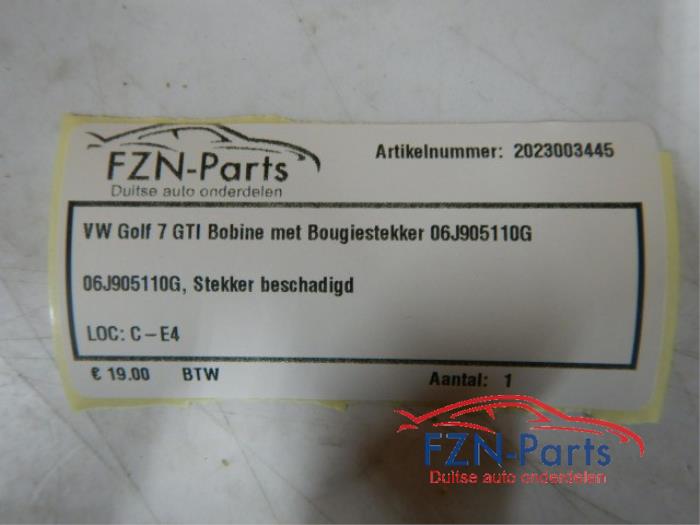 FZN-Parts
Duitse auto onderdelen
Artikelnummer: 2023003445
VW Golf 7 GTI Bobine met Bougiestekker 06J905110G
06J905110G, Stekker beschadigd
LOC: C-E4
€ 19.00 BTW Aantal: 1
FZN-Parts
Duitse auto onderdelen